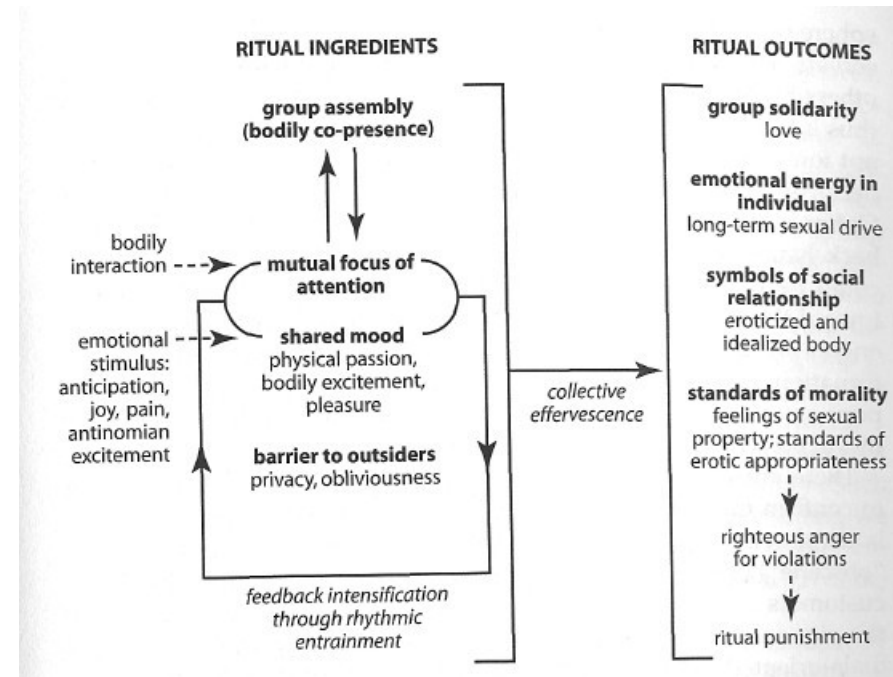 RITUAL INGREDIENTS
group assembly
(bodily co-presence)
bodily
interaction
mutual focus of
attention
emotional
stimulus:
anticipation,
joy, pain,
antinomian
excitement
shared mood
physical passion,
bodily excitement,
pleasure
barrier to outsiders
privacy, obliviousness
feedback intensification
through rhythmic
entrainment
collective
effervescence
RITUAL OUTCOMES
group solidarity
love
emotional energy in
individual
long-term sexual drive
symbols of social
relationship
eroticized and
idealized body
standards of morality
feelings of sexual
property; standards of
erotic appropriateness
righteous anger
for violations
ritual punishment